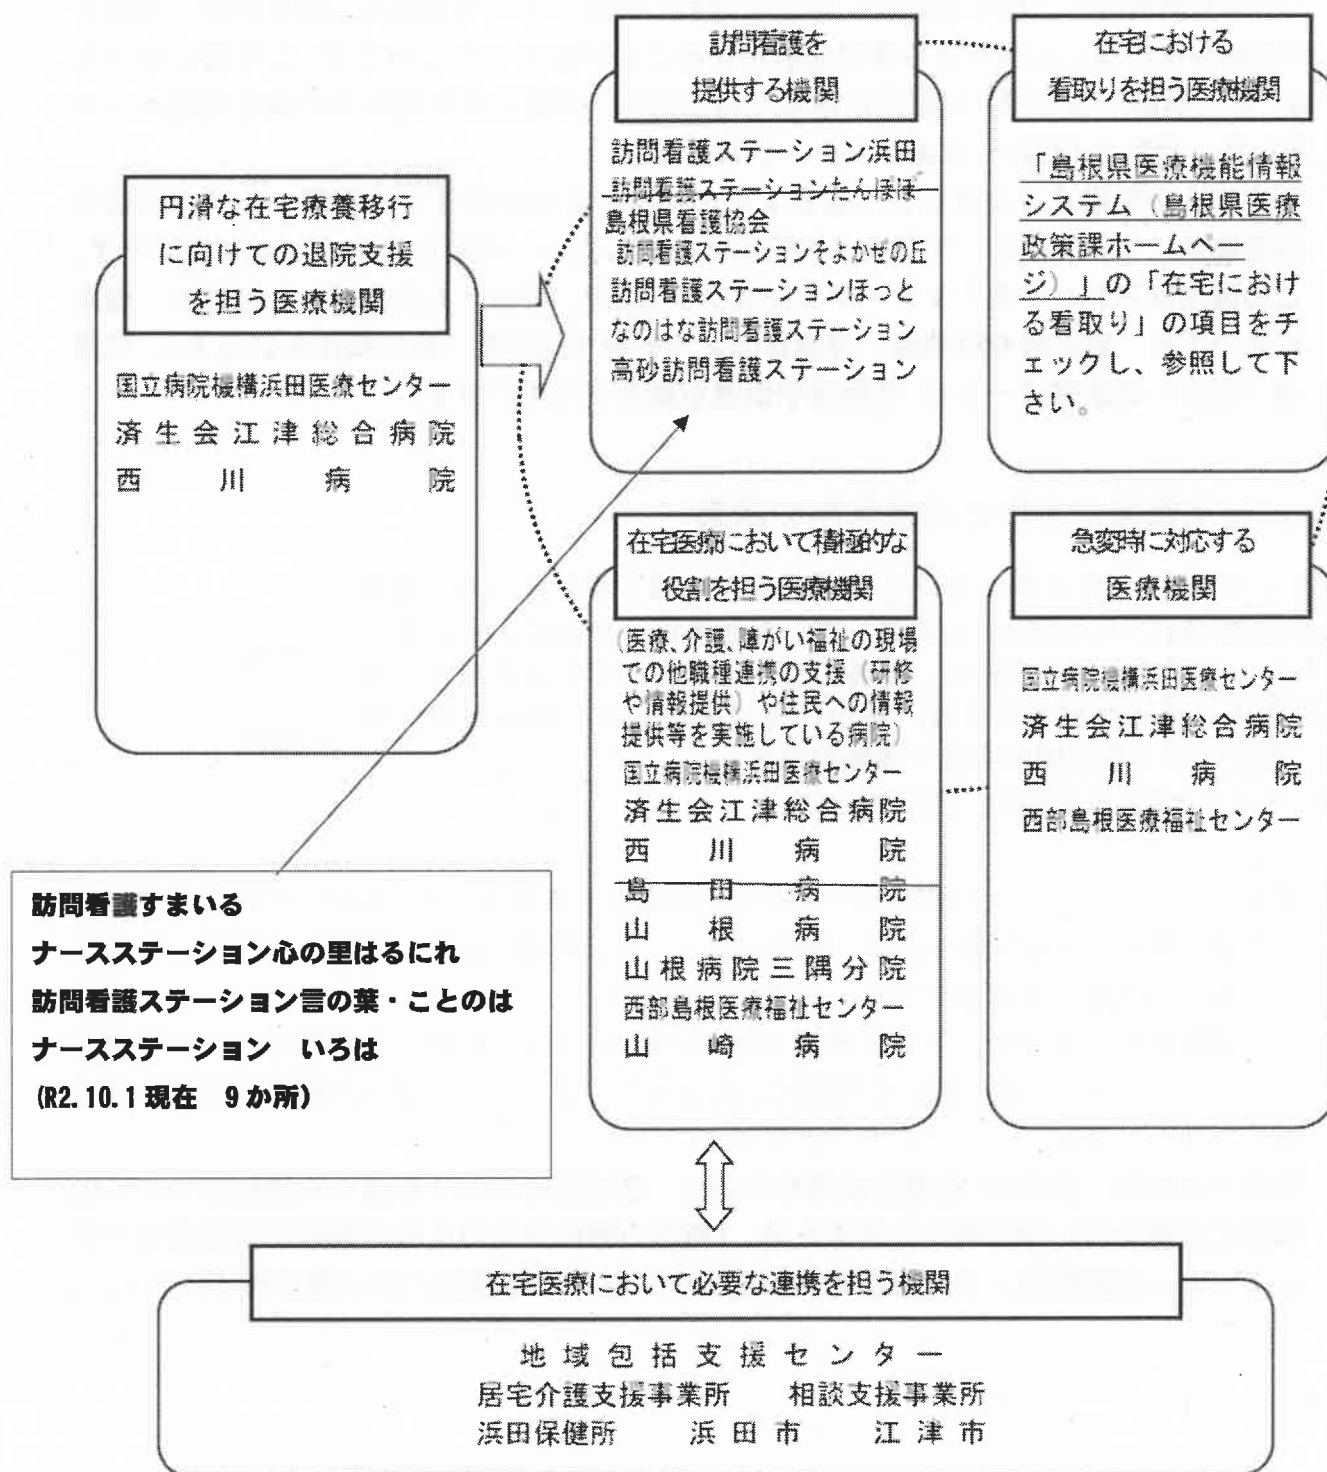 訪問看護を
提供する機関
訪問看護ステーション浜田
訪問看護ステーションたんぽぽ
島根県看護協会
訪問看護ステーションそよかぜの丘
訪問看護ステーションほっと
なのはな訪問看護ステーション
高砂訪問看護ステーション
在宅における
看取りを担う医療機関
「島根県医療機能情報
システム（島根県医療
政策課ホームペー
ジ）」の「在宅におけ
る看取り」の項目をチ
ェックし、参照して下
さい。
円滑な在宅療養移行
に向けての退院支援
を担う医療機関
国立病院機構浜田医療センター
済生会江津総合病院
西川病院
在宅医療において積極的な
役割を担う医療機関
（医療、介護、障がい福祉の現場
での他職種連携の支援（研修
や情報提供）や住民への情報
提供等を実施している病院）
国立病院機構浜田医療センター
済生会江津総合病院
西川病院
島田病院
山根病院
山根病院三隅分院
西部島根医療福祉センター
山崎病院
急変時に対応する
医療機関
国立病院機構浜田医療センター
済生会江津総合病院
西川病院
西部島根医療福祉センター
訪問看護すまいる
ナースステーション心の里はるにれ
訪問看護ステーション言の葉・ことのは
ナースステーション　いろは
(R2.10.1 現在　9 か所)
在宅医療において必要な連携を担う機関
地域包括支援センター
居宅介護支援事業所　相談支援事業所
浜田保健所　浜田市　江津市